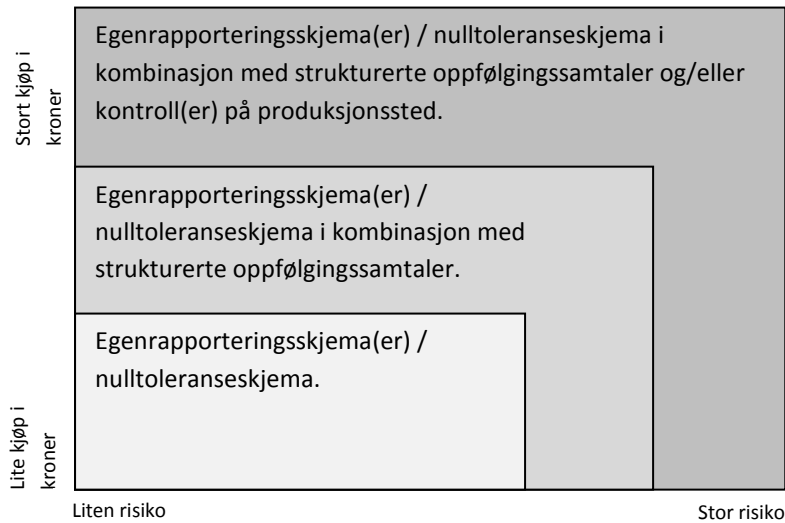 Stort kjøp i
kroner
Egenrapporteringsskjema(er) / nulltoleranseskjema i
kombinasjon med strukturerte oppfølgingssamtaler og/eller
kontroll(er) på produksjonssted.
Egenrapporteringsskjema(er) /
nulltoleranseskjema i kombinasjon med
strukturerte oppfølgingssamtaler.
Egenrapporteringsskjema(er) /
nulltoleranseskjema.
Lite kjøp i
kroner
Liten risiko
Stor risiko